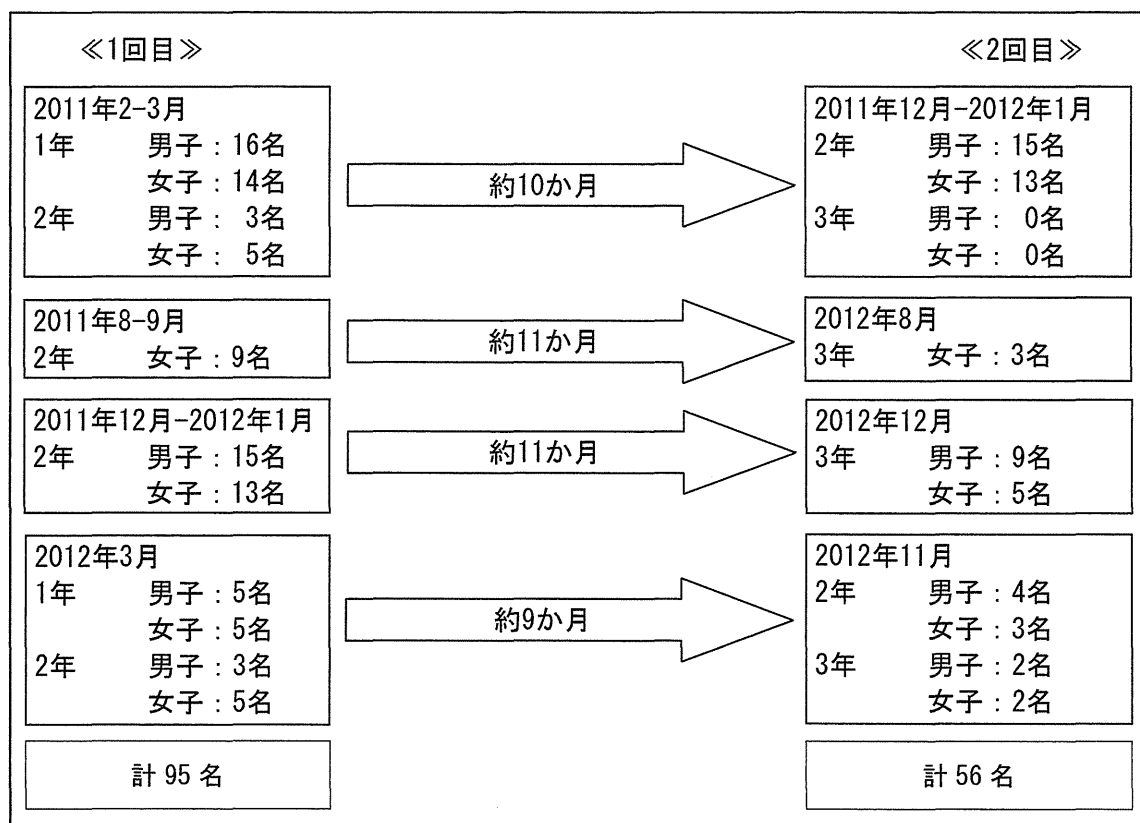 ≪1回目≫
≪2回目≫
2011年2-3月
1年 男子：16名
女子：14名
2年 男子： 3名
女子： 5名
約10か月
2011年12月-2012年1月
2年 男子：15名
女子：13名
3年 男子： 0名
女子： 0名
2011年8-9月
2年 女子：9名
約11か月
2012年8月
3年 女子：3名
2011年12月-2012年1月
2年 男子：15名
女子：13名
約11か月
2012年12月
3年 男子：9名
女子：5名
2012年3月
1年 男子：5名
女子：5名
2年 男子：3名
女子：5名
約9か月
2012年11月
2年 男子：4名
女子：3名
3年 男子：2名
女子：2名
計 95 名
計 56 名